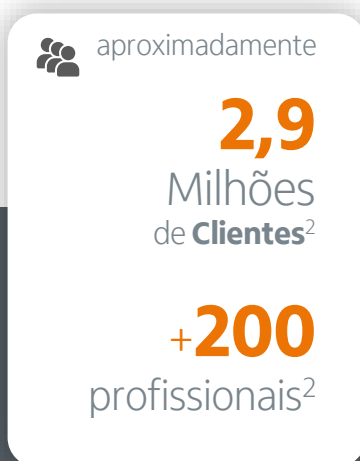 aproximadamente
2,9
Milhões
de Clientes²
+200
profissionais²